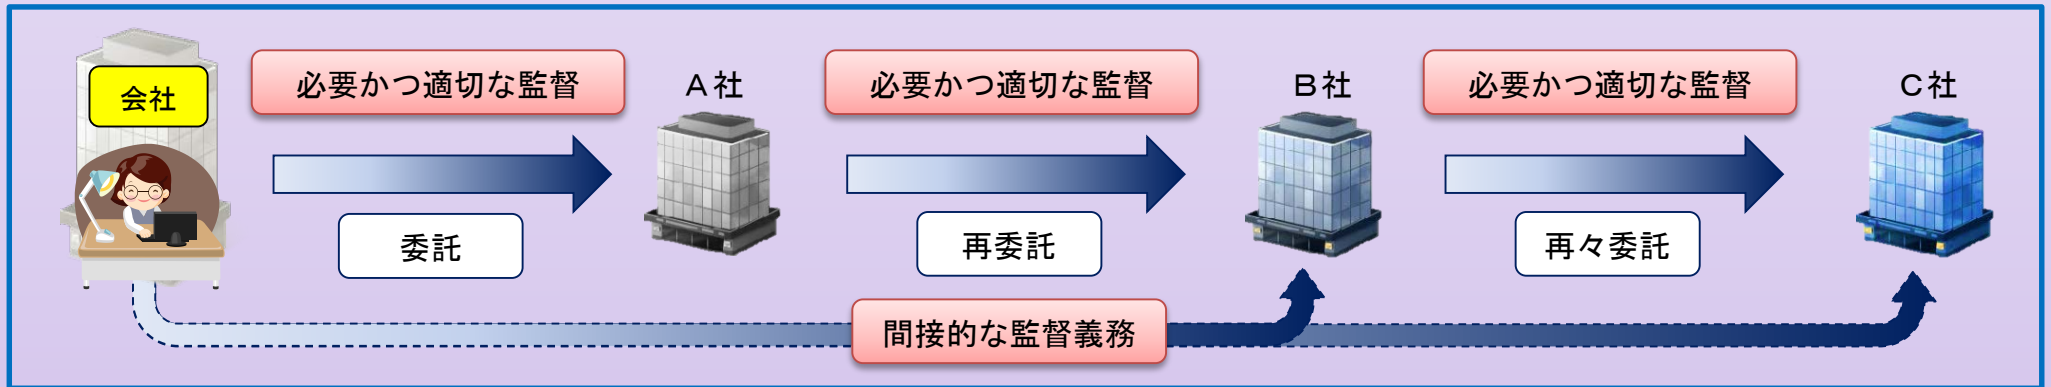 会社
必要かつ適切な監督
A社
必要かつ適切な監督
B社
必要かつ適切な監督
C社
委託
再委託
再々委託
間接的な監督義務